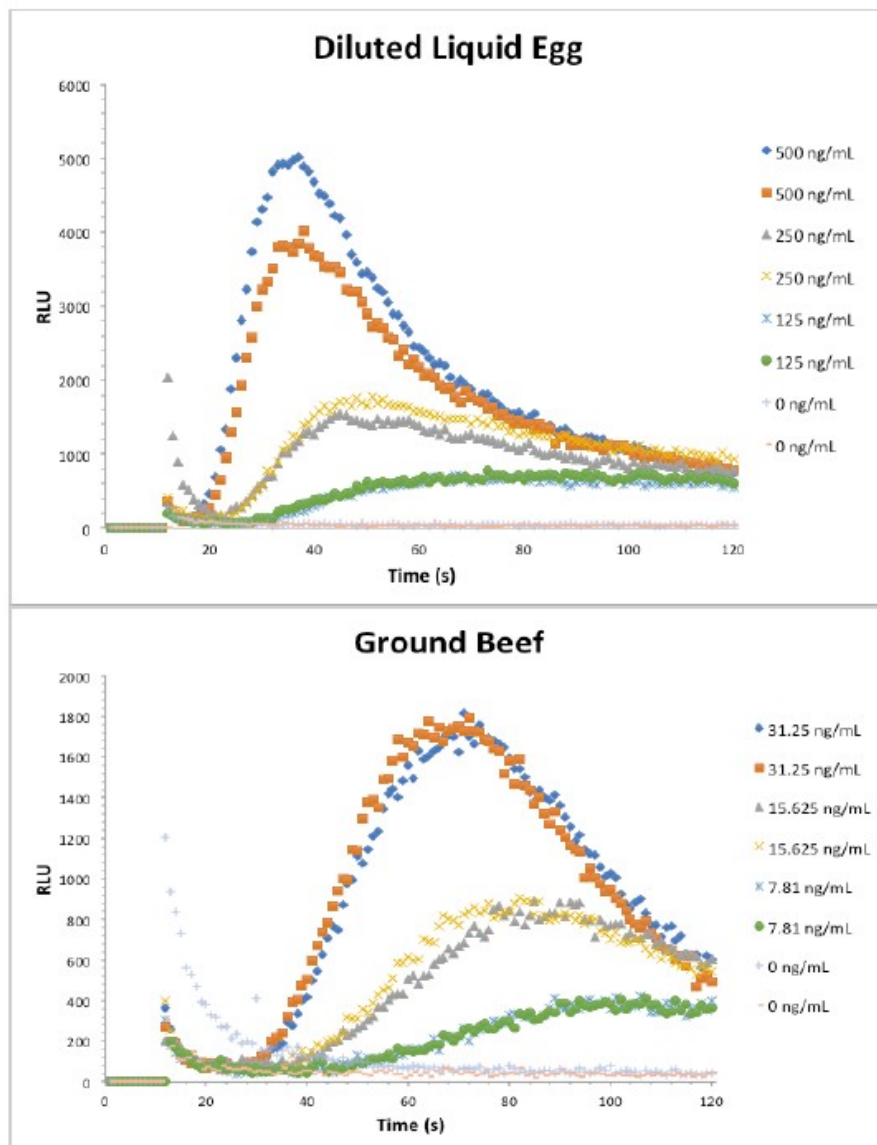 Diluted Liquid Egg
6000
5000
4000
3000
2000
1000
0
RLU
0 20 40 60 80 100 120
Time (s)
500 ng/mL
500 ng/mL
250 ng/mL
250 ng/mL
125 ng/mL
125 ng/mL
0 ng/mL
0 ng/mL
Ground Beef
2000
1800
1600
1400
1200
1000
800
600
400
200
0
RLU
0 20 40 60 80 100 120
Time (s)
31.25 ng/mL
31.25 ng/mL
15.625 ng/mL
15.625 ng/mL
7.81 ng/mL
7.81 ng/mL
0 ng/mL
0 ng/mL